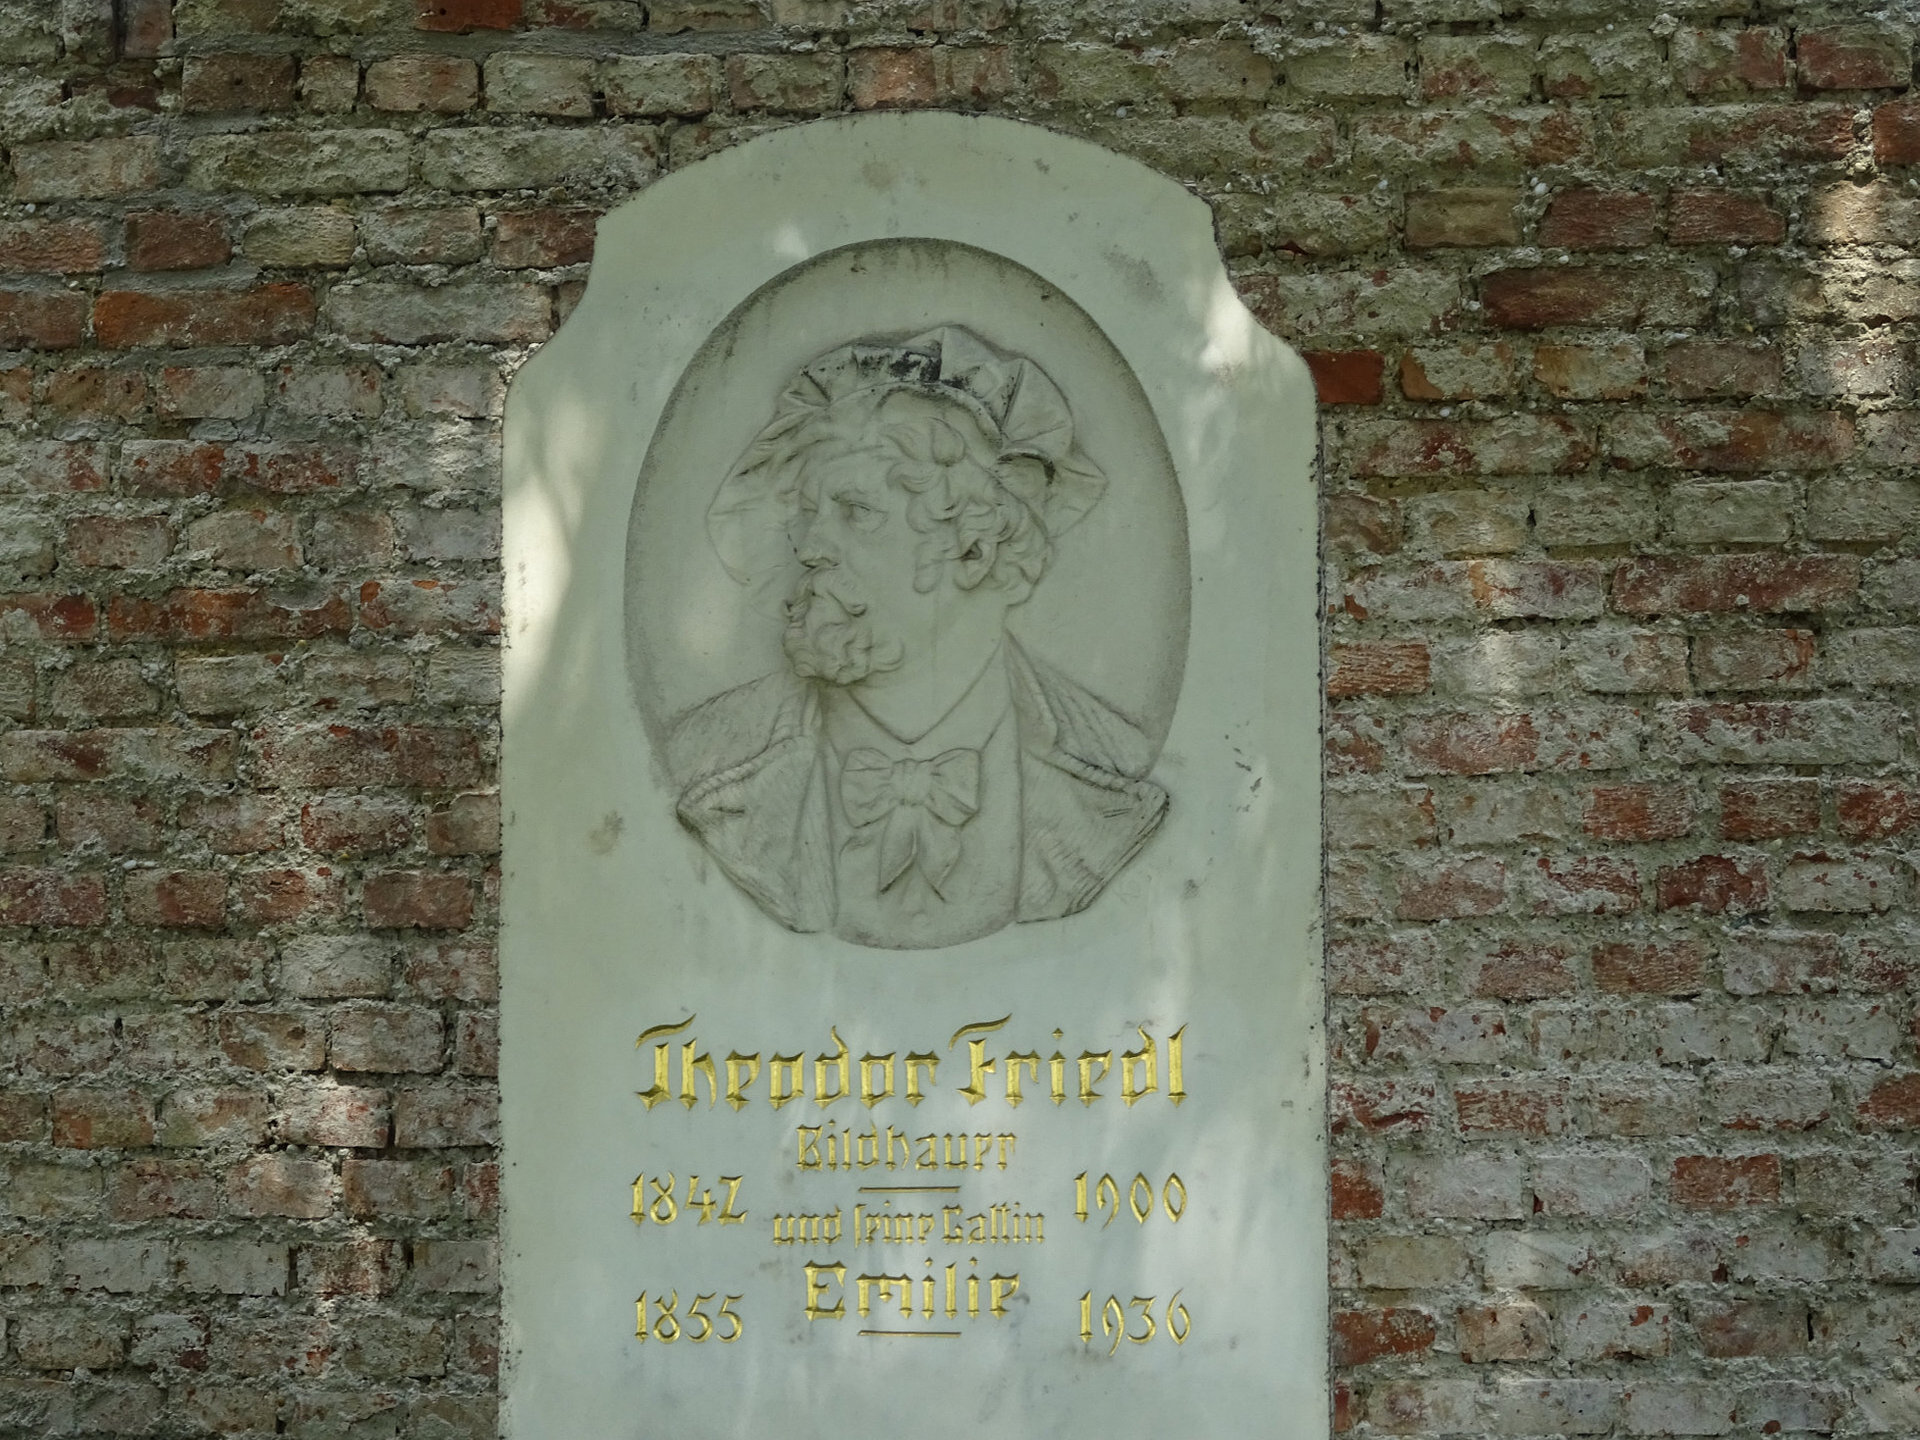 Theodor Friedl
Bildhauer
1842 1900
und ſeine Gattin
Emilie
1855 1936